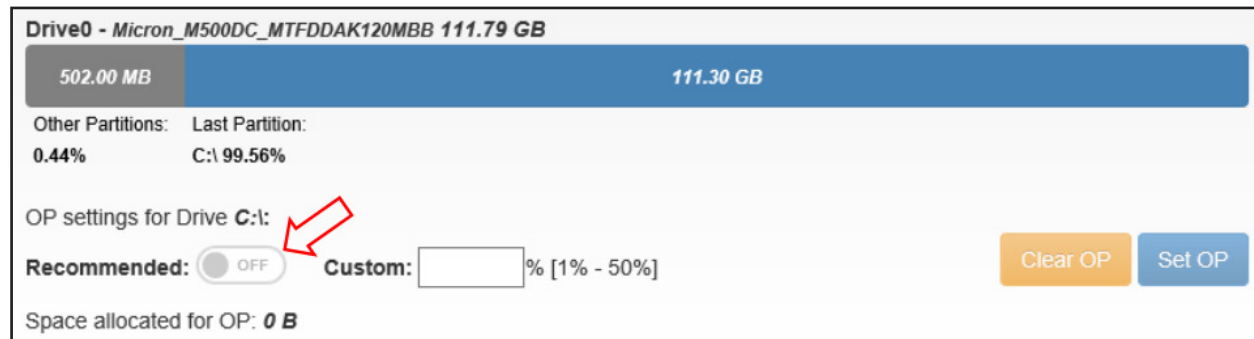 Drive0 - Micron_M500DC_MTFDDAK120MBB 111.79 GB
502.00 MB 111.30 GB
Other Partitions: Last Partition:
0.44% C:\ 99.56%
OP settings for Drive C:\:
Recommended: OFF Custom: % [1% - 50%] Clear OP Set OP
Space allocated for OP: 0 B